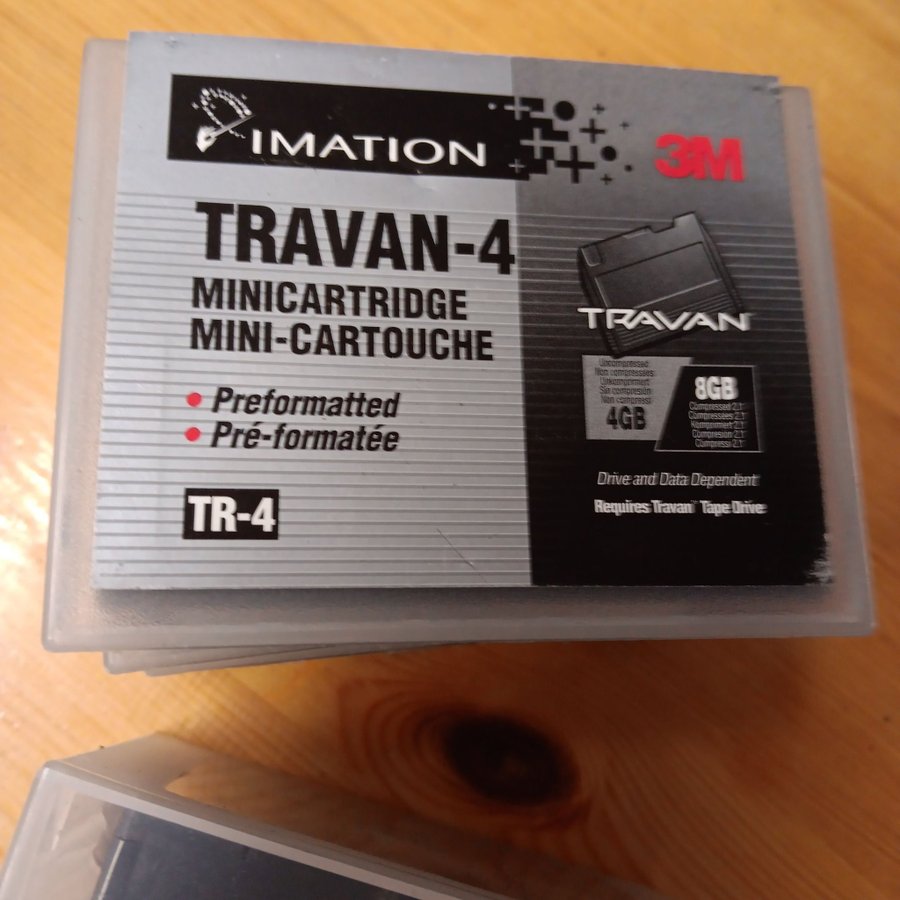 IMATION
3M
TRAVAN-4
MINICARTRIDGE
MINI-CARTOUCHE
• Preformatted
• Pré-formatée
TR-4
TRAVAN
Uncompressed
Non compressées
Unkomprimiert
Sin compresión
Non compressi
4GB
8GB
Compressed 2:1*
Compressées 2:1*
Komprimiert 2:1*
Compresión 2:1*
Compressi 2:1*
Drive and Data Dependent
Requires Travan™ Tape Drive